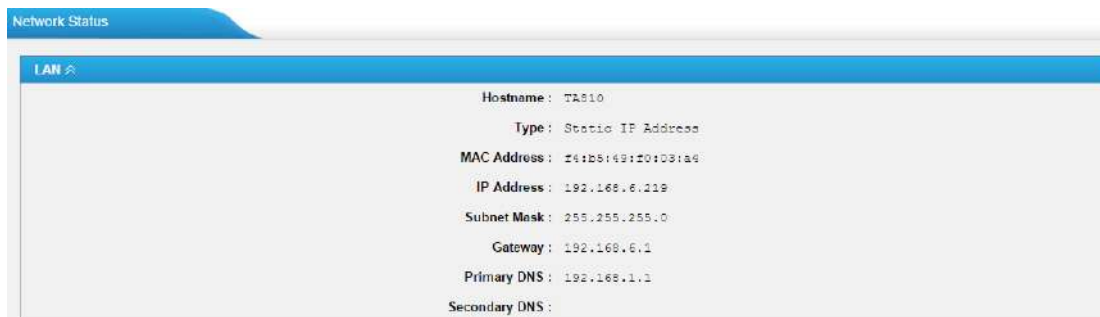 Network Status
LAN
Hostname : TA810
Type : Static IP Address
MAC Address : f4:b5:49:f0:03:a4
IP Address : 192.168.6.219
Subnet Mask : 255.255.255.0
Gateway : 192.168.6.1
Primary DNS : 192.168.1.1
Secondary DNS :